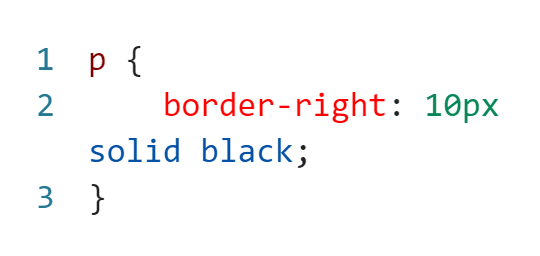 1 p {
2     border-right: 10px
solid black;
3 }